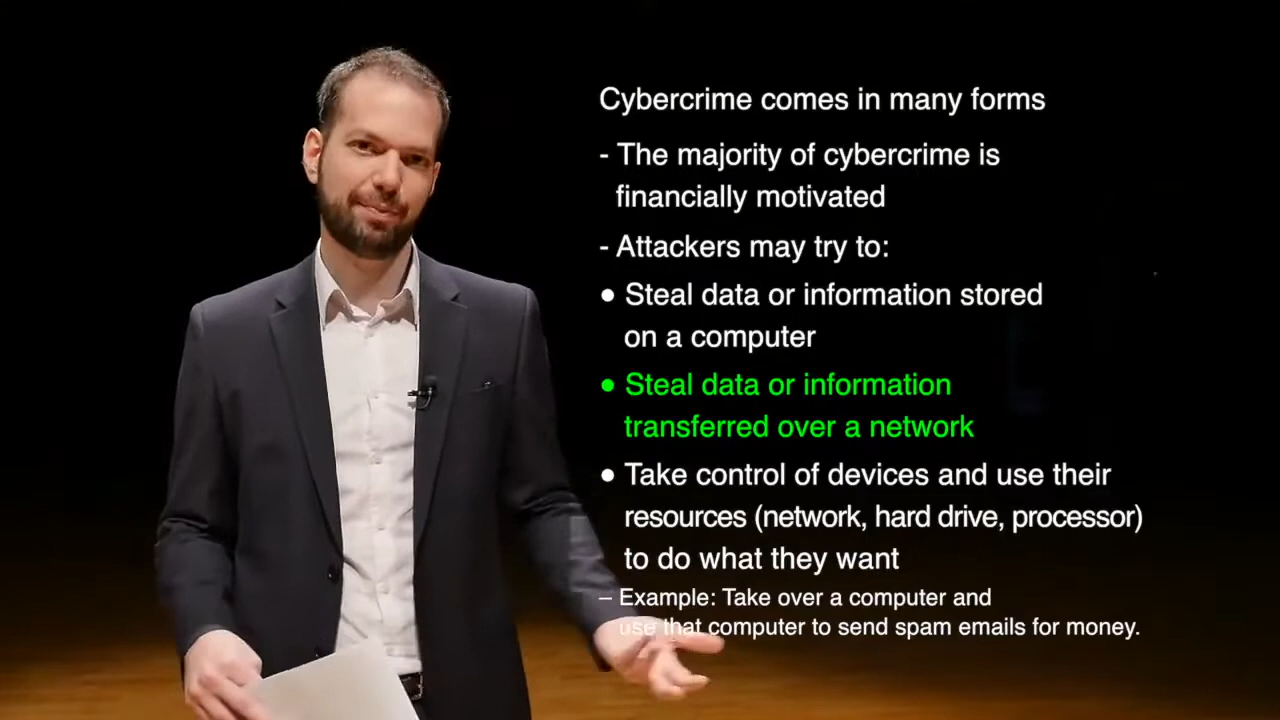 Cybercrime comes in many forms
- The majority of cybercrime is
financially motivated
- Attackers may try to:
• Steal data or information stored
on a computer
• Steal data or information
transferred over a network
• Take control of devices and use their
resources (network, hard drive, processor)
to do what they want
– Example: Take over a computer and
use that computer to send spam emails for money.